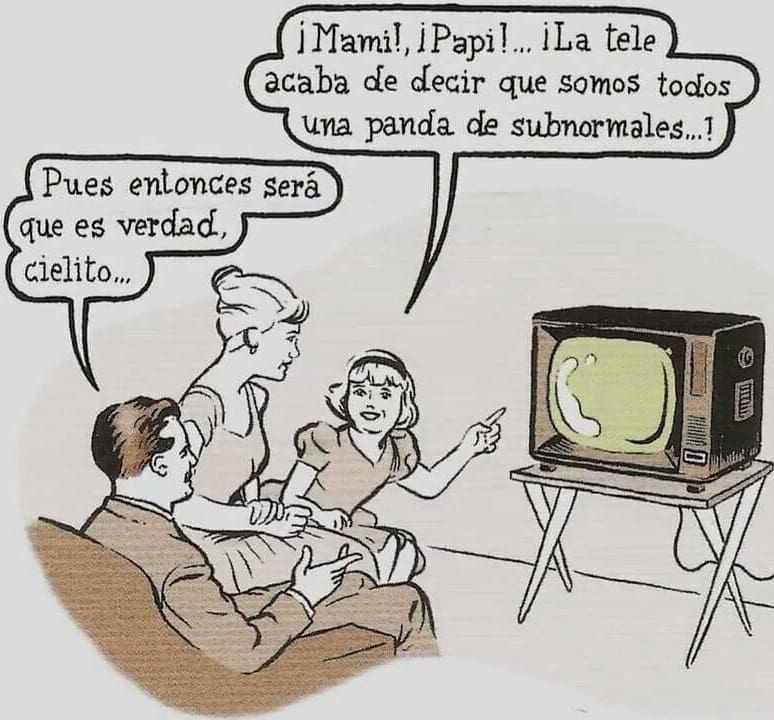 ¡Mami!, ¡Papi!... ¡La tele
acaba de decir que somos todos
una panda de subnormales...!
Pues entonces será
que es verdad,
cielito...